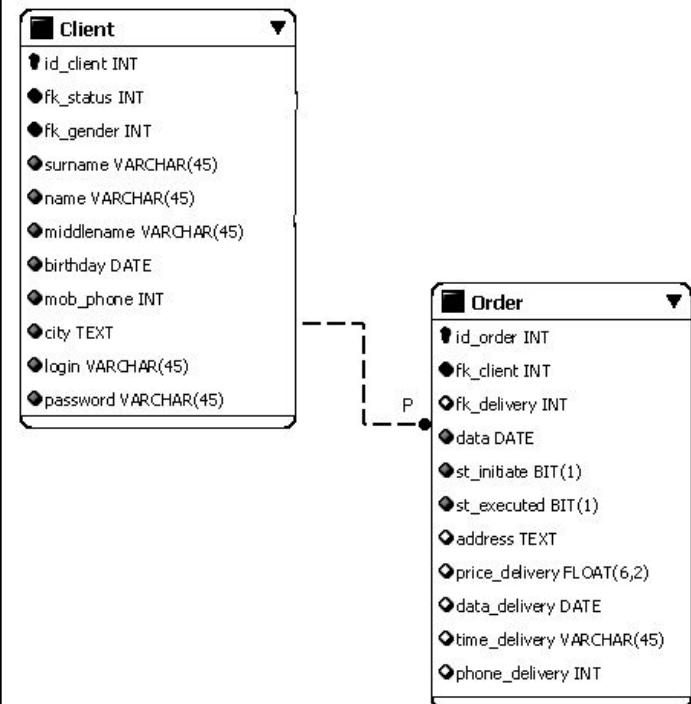 Client
id_client INT
fk_status INT
fk_gender INT
surname VARCHAR(45)
name VARCHAR(45)
middlename VARCHAR(45)
birthday DATE
mob_phone INT
city TEXT
login VARCHAR(45)
password VARCHAR(45)
P
Order
id_order INT
fk_client INT
fk_delivery INT
data DATE
st_initiate BIT(1)
st_executed BIT(1)
address TEXT
price_delivery FLOAT(6,2)
data_delivery DATE
time_delivery VARCHAR(45)
phone_delivery INT